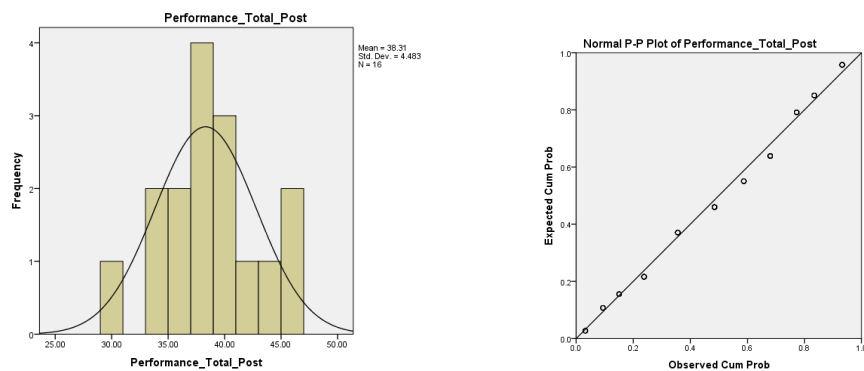 Performance_Total_Post
Mean = 38.31
Std. Dev. = 4.483
N = 16
4
3
2
1
0
Frequency
25.00 30.00 35.00 40.00 45.00 50.00
Performance_Total_Post
Normal P-P Plot of Performance_Total_Post
1.0
0.8
0.6
0.4
0.2
0.0
Expected Cum Prob
0.0 0.2 0.4 0.6 0.8 1.0
Observed Cum Prob